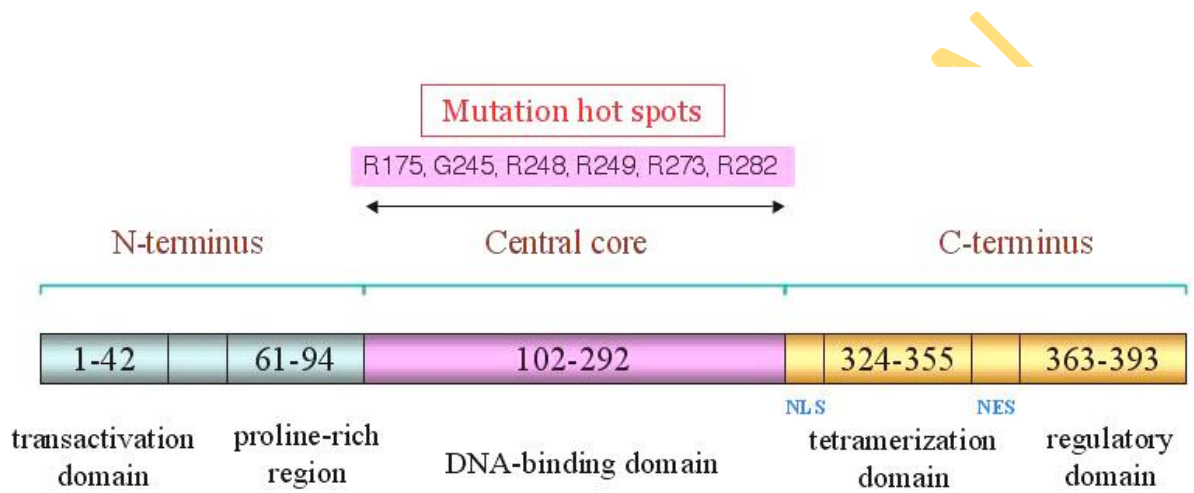 Mutation hot spots
R175, G245, R248, R249, R273, R282
N-terminus Central core C-terminus
1-42 61-94 102-292 324-355 363-393
NLS NES
transactivation domain
proline-rich region
DNA-binding domain
tetramerization domain
regulatory domain